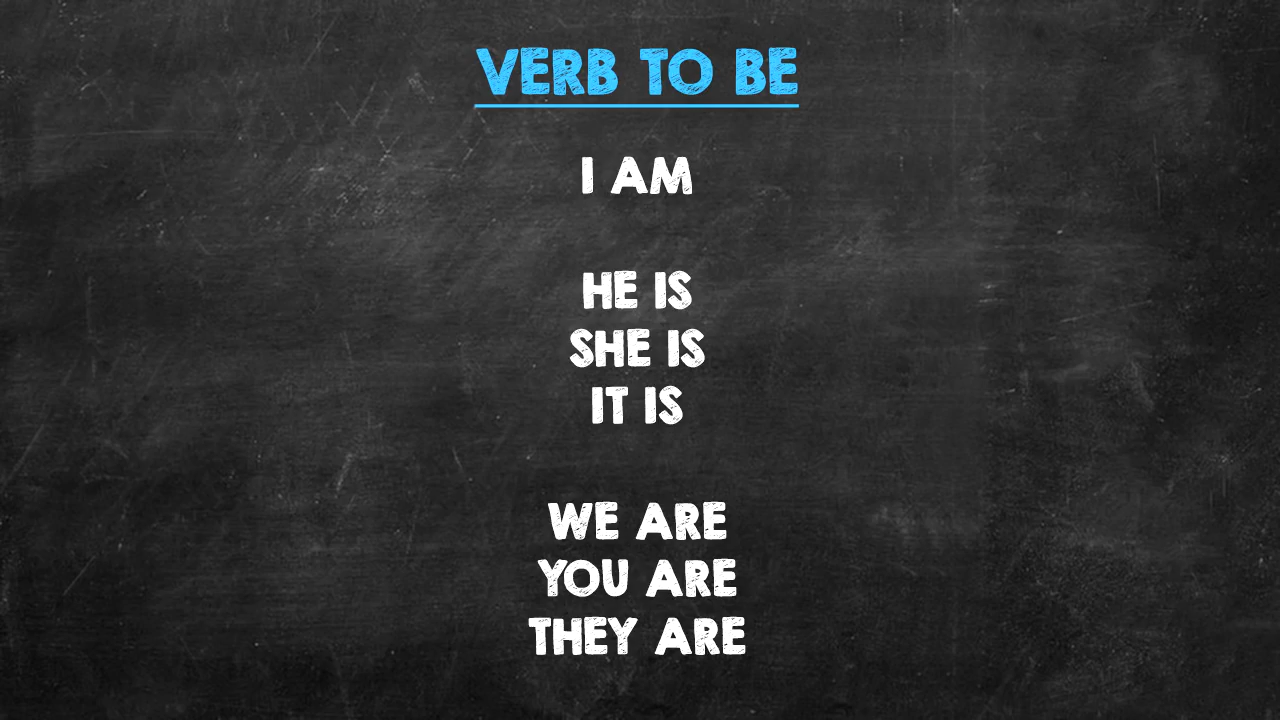 VERB TO BE
I AM
HE IS
SHE IS
IT IS
WE ARE
YOU ARE
THEY ARE